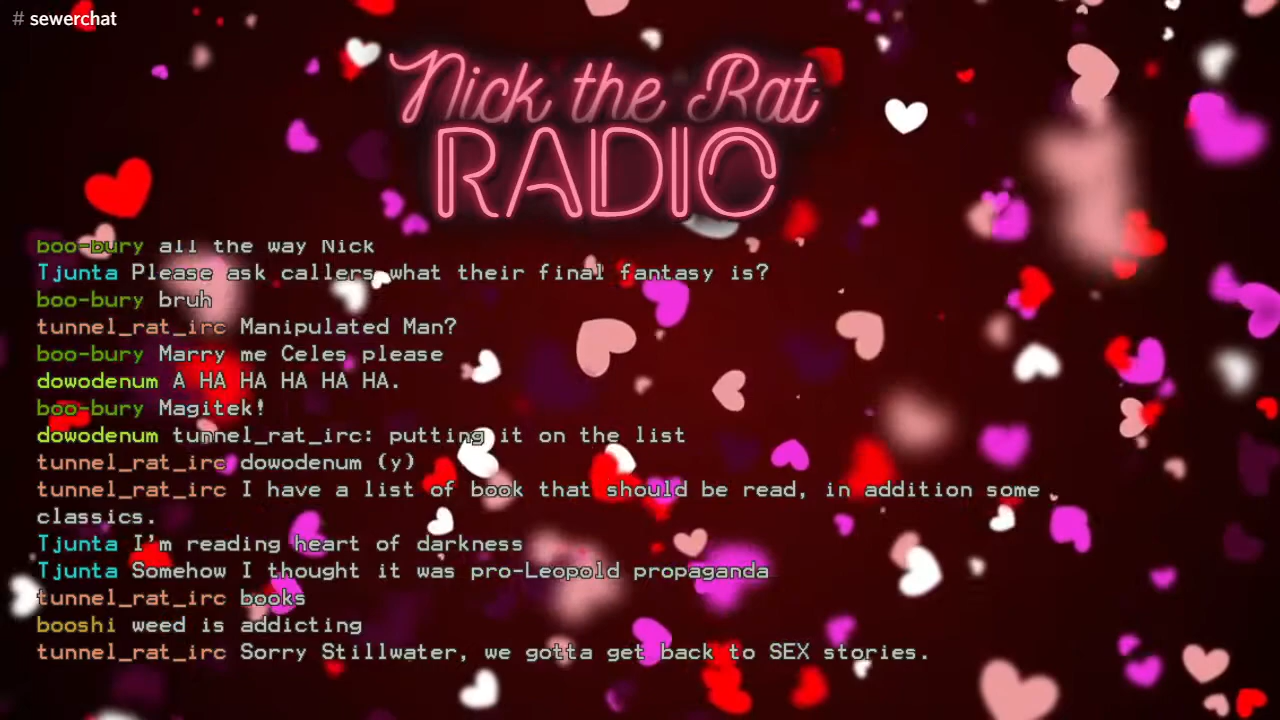 # sewerchat
Nick the Rat
RADIO
boo-bury all the way Nick
Tjunta Please ask callers what their final fantasy is?
boo-bury bruh
tunnel_rat_irc Manipulated Man?
boo-bury Marry me Celes please
dowodenum A HA HA HA HA HA.
boo-bury Magitek!
dowodenum tunnel_rat_irc: putting it on the list
tunnel_rat_irc dowodenum (y)
tunnel_rat_irc I have a list of book that should be read, in addition some
classics.
Tjunta I'm reading heart of darkness
Tjunta Somehow I thought it was pro-Leopold propaganda
tunnel_rat_irc books
booshi weed is addicting
tunnel_rat_irc Sorry Stillwater, we gotta get back to SEX stories.